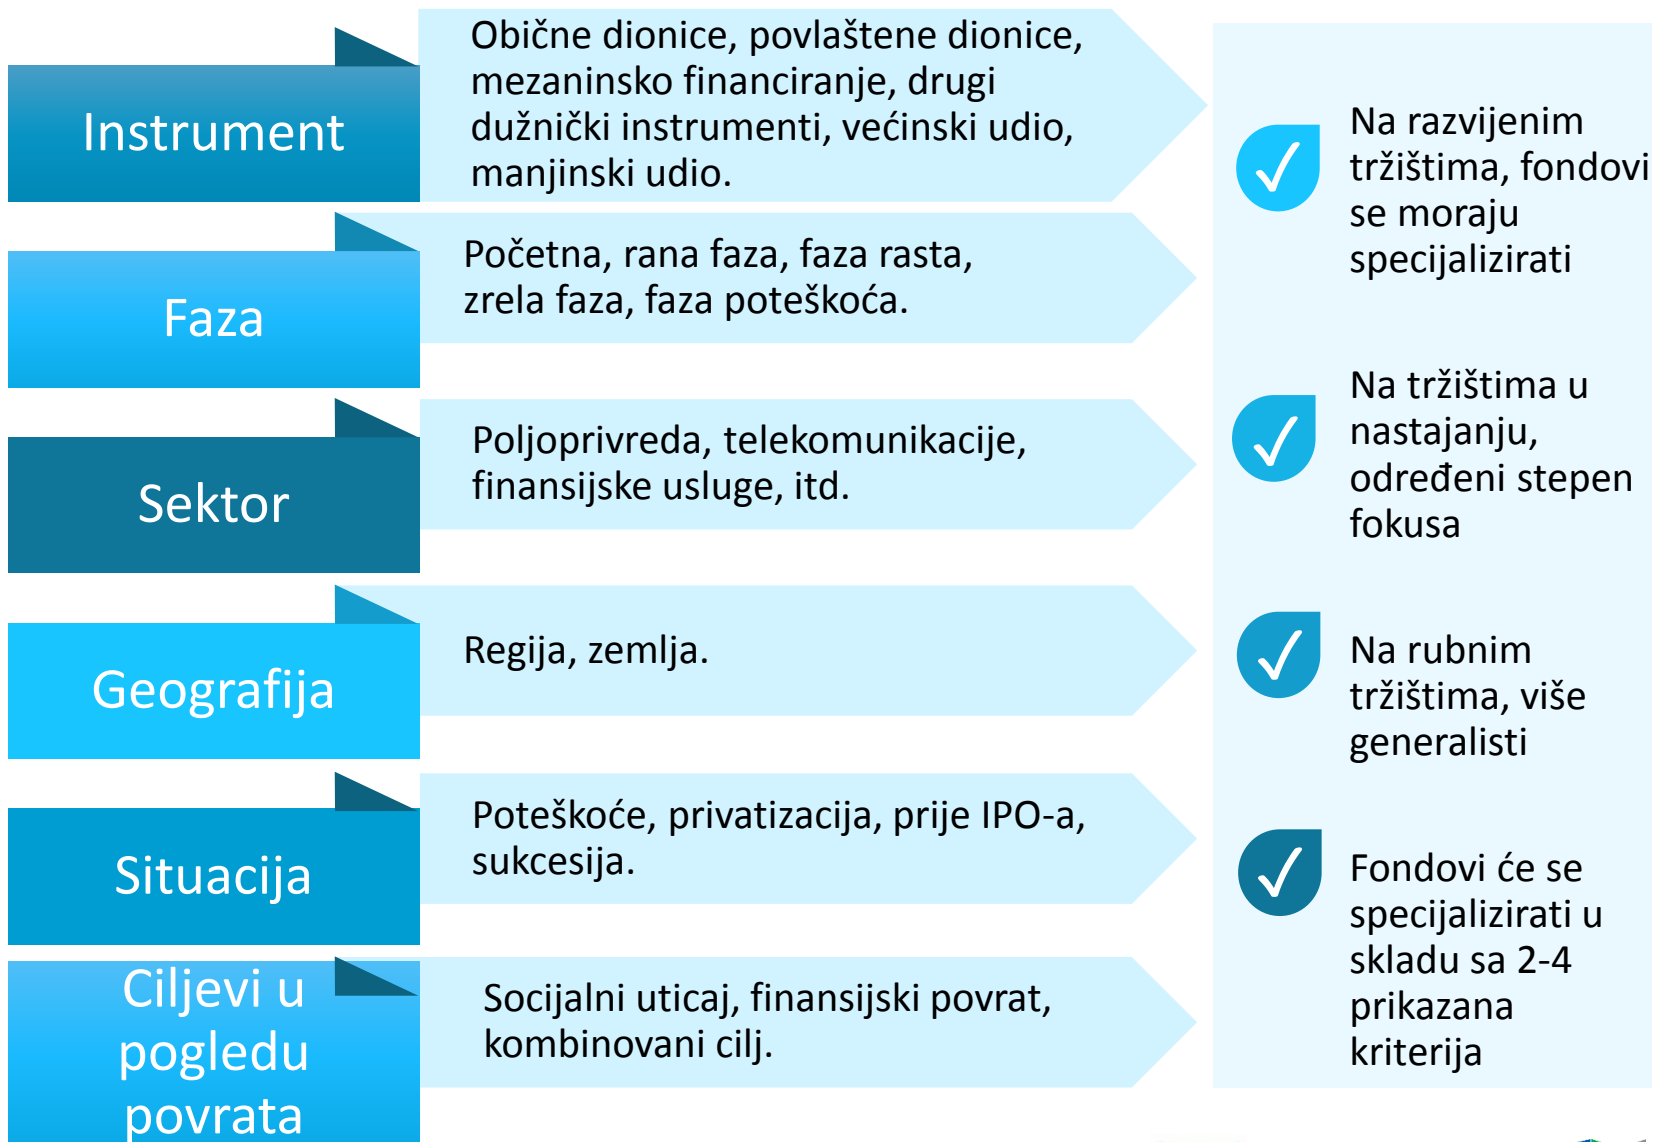 Instrument
Obične dionice, povlaštene dionice,
mezaninsko financiranje, drugi
dužnički instrumenti, većinski udio,
manjinski udio.
Faza
Početna, rana faza, faza rasta,
zrela faza, faza poteškoća.
Sektor
Poljoprivreda, telekomunikacije,
finansijske usluge, itd.
Geografija
Regija, zemlja.
Situacija
Poteškoće, privatizacija, prije IPO-a,
sukcesija.
Ciljevi u
pogledu
povrata
Socijalni uticaj, finansijski povrat,
kombinovani cilj.
Na razvijenim
tržištima, fondovi
se moraju
specijalizirati
Na tržištima u
nastajanju,
određeni stepen
fokusa
Na rubnim
tržištima, više
generalisti
Fondovi će se
specijalizirati u
skladu sa 2-4
prikazana
kriterija